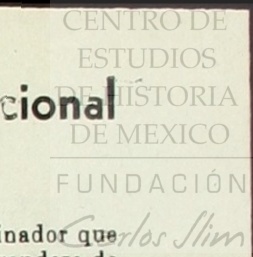 CENTRO DE
ESTUDIOS
DE HISTORIA
cional
DE MEXICO
FUNDACIÓN
Carlos Slim
inador que